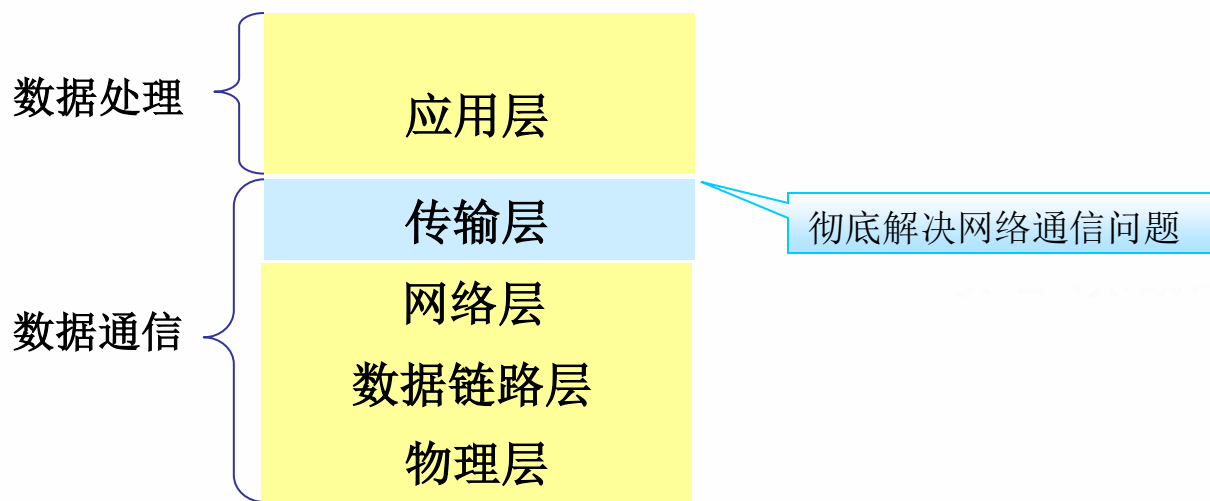 数据处理
应用层
传输层
彻底解决网络通信问题
网络层
数据通信
数据链路层
物理层